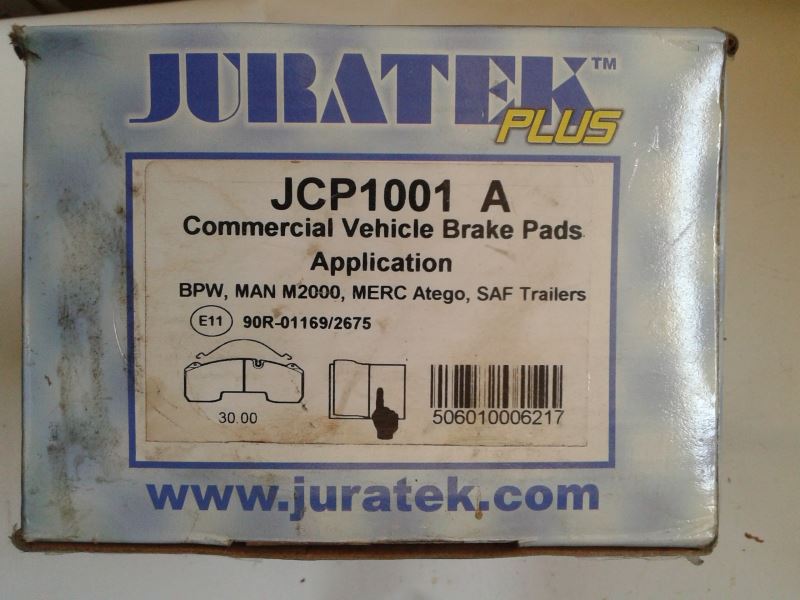 JURATEK™
PLUS
JCP1001 A
Commercial Vehicle Brake Pads
Application
BPW, MAN M2000, MERC Atego, SAF Trailers
E11 90R-01169/2675
30.00
506010006217
www.juratek.com